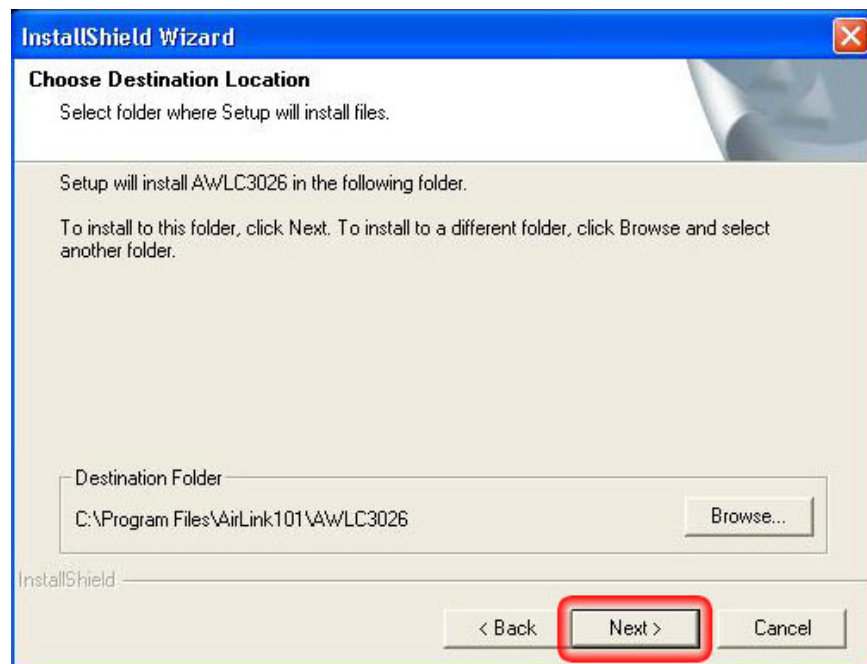 InstallShield Wizard
Choose Destination Location
Select folder where Setup will install files.
Setup will install AWLC3026 in the following folder.
To install to this folder, click Next. To install to a different folder, click Browse and select
another folder.
Destination Folder
C:\Program Files\AirLink101\AWLC3026
Browse...
InstallShield
< Back
Next >
Cancel